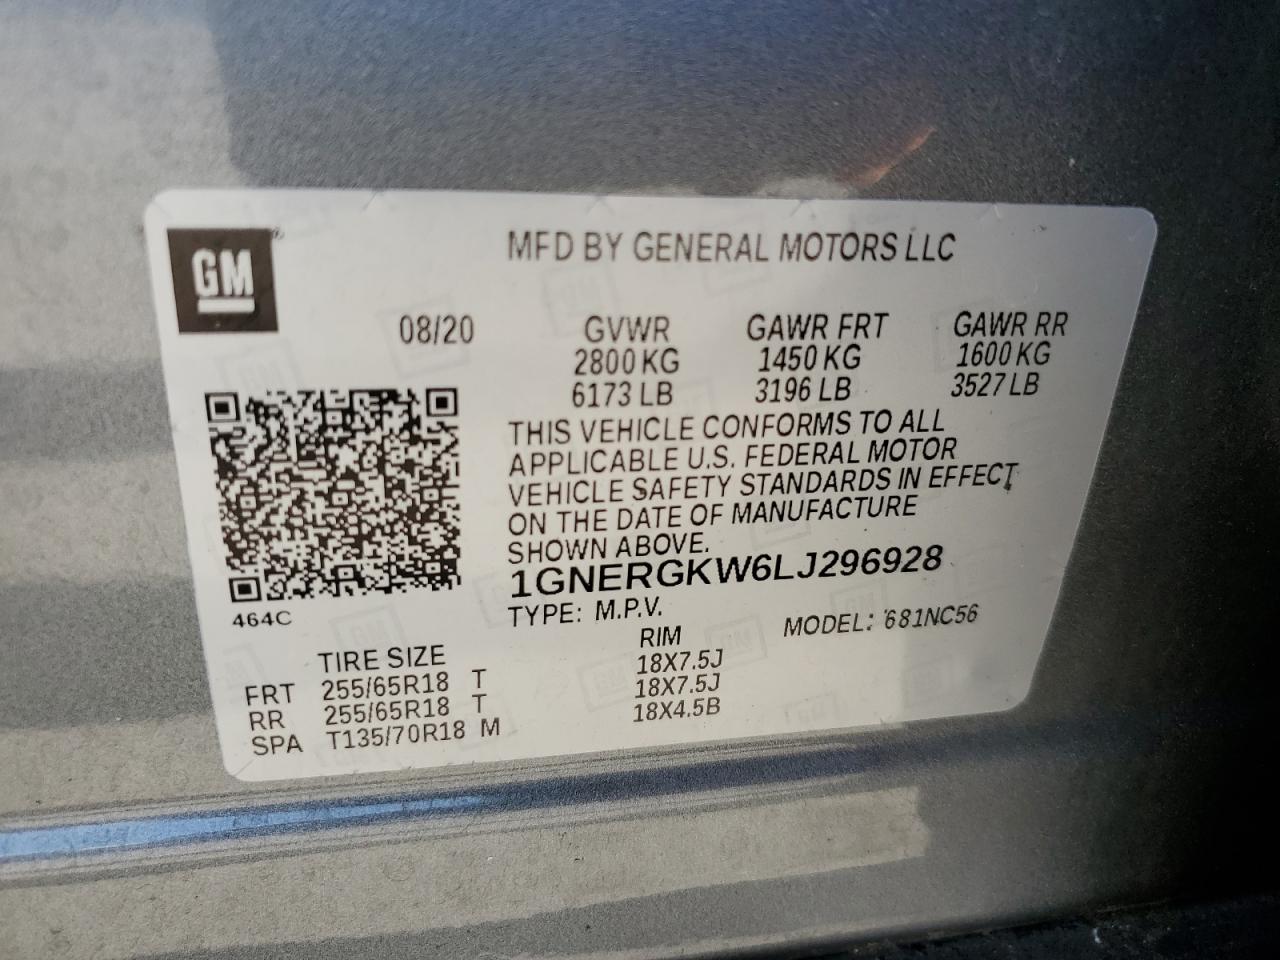 GM
MFD BY GENERAL MOTORS LLC
08/20
GVWR GAWR FRT GAWR RR
2800 KG 1450 KG 1600 KG
6173 LB 3196 LB 3527 LB
THIS VEHICLE CONFORMS TO ALL
APPLICABLE U.S. FEDERAL MOTOR
VEHICLE SAFETY STANDARDS IN EFFECT
ON THE DATE OF MANUFACTURE
SHOWN ABOVE.
1GNERGKW6LJ296928
464C
TYPE: M.P.V. MODEL: 681NC56
TIRE SIZE RIM
FRT 255/65R18 T 18X7.5J
RR 255/65R18 T 18X7.5J
SPA T135/70R18 M 18X4.5B